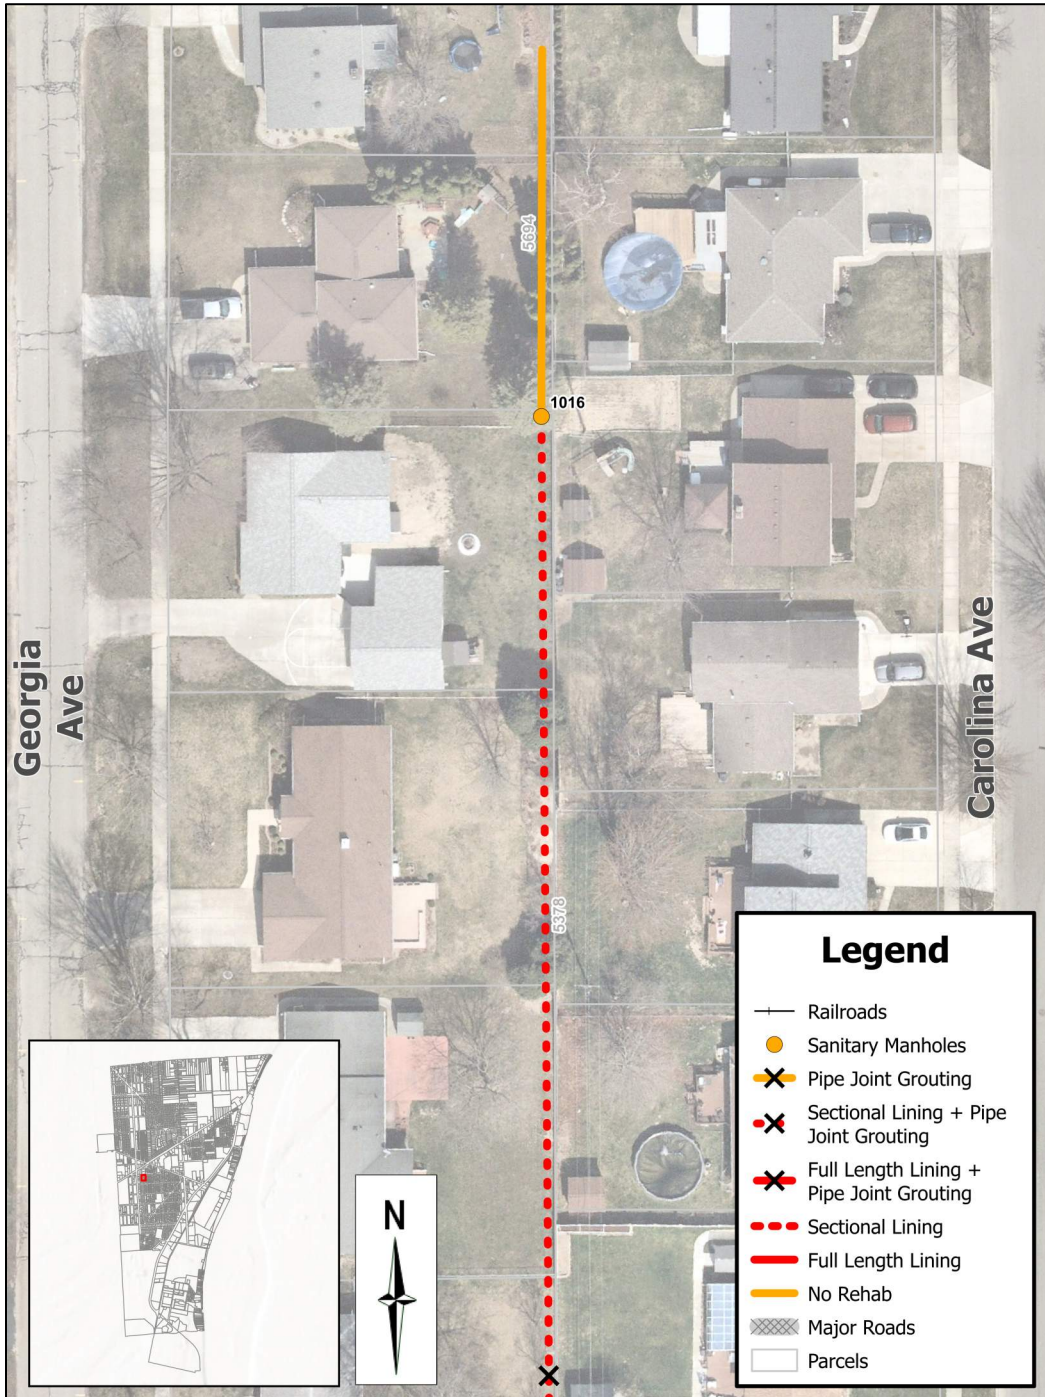 5694
1016
Georgia
Ave
Carolina Ave
5378
Legend
Railroads
Sanitary Manholes
Pipe Joint Grouting
Sectional Lining + Pipe
Joint Grouting
Full Length Lining +
Pipe Joint Grouting
Sectional Lining
Full Length Lining
No Rehab
Major Roads
Parcels
N